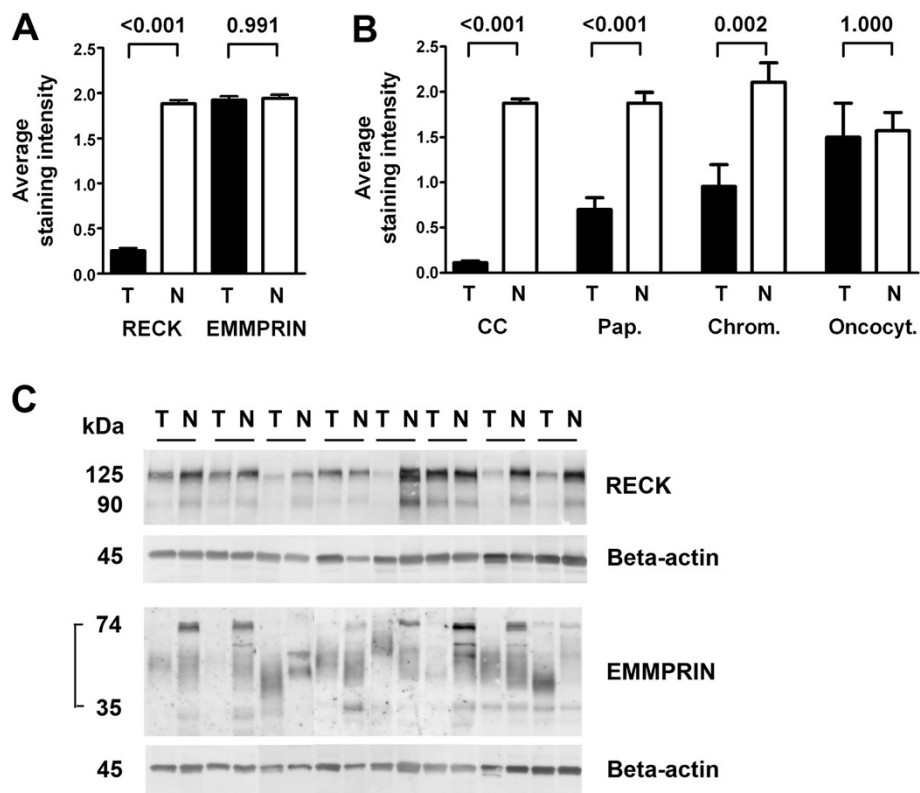 A
<0.001 0.991
Average
staining intensity
2.5
2.0
1.5
1.0
0.5
0.0
T N T N
RECK EMMPRIN
B
<0.001 <0.001 0.002 1.000
Average
staining intensity
2.5
2.0
1.5
1.0
0.5
0.0
T N T N T N T N
CC Pap. Chrom. Oncocyt.
C
kDa T N T N T N T N T N T N T N T N
125
90
RECK
45 Beta-actin
74
35
EMMPRIN
45 Beta-actin